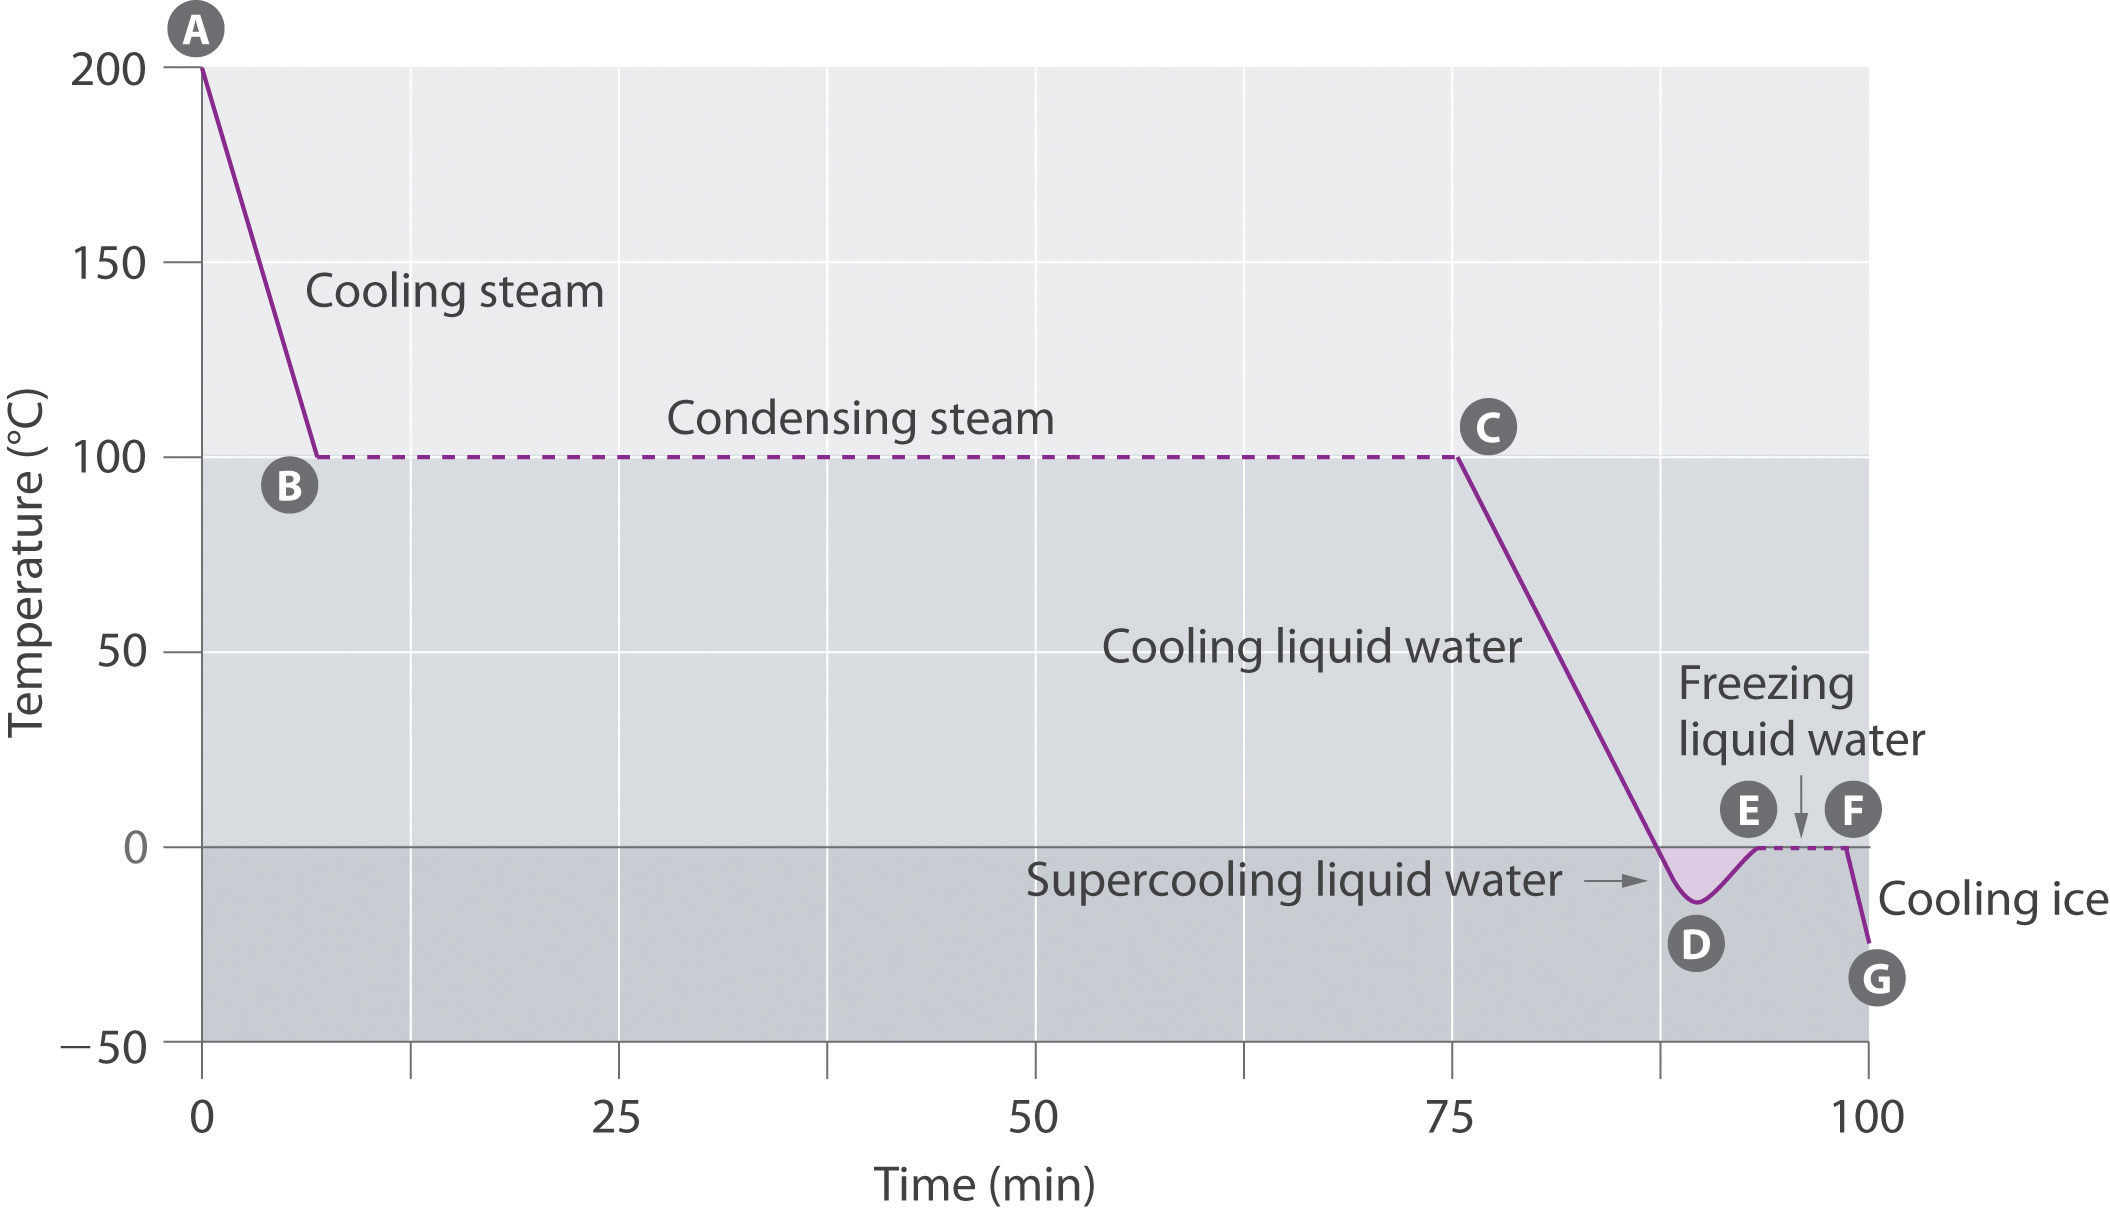 A
200
150
Cooling steam
Condensing steam
C
100
B
Temperature (°C)
50
Cooling liquid water
Freezing
liquid water
E
F
0
Supercooling liquid water
Cooling ice
D
G
−50
0
25
50
75
100
Time (min)